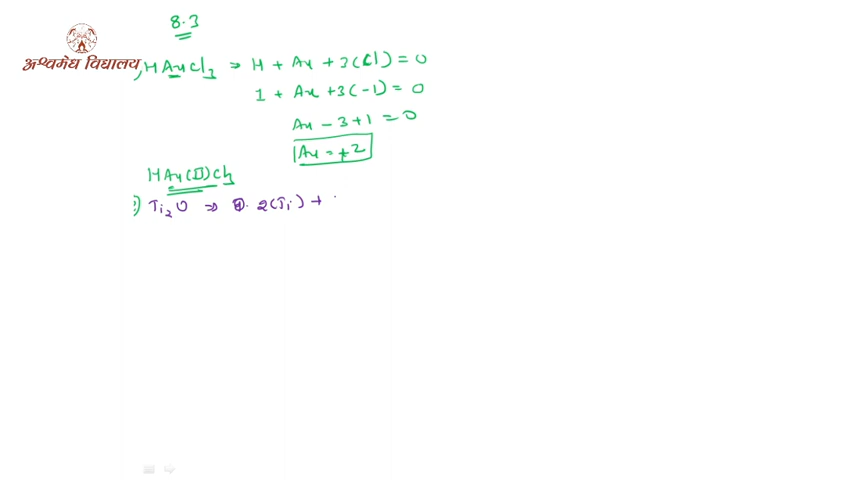 8.3
अश्वमेध विद्यालय
, HAuCl3 ⇒ H + Au + 3(Cl) = 0
1 + Au + 3(-1) = 0
Au - 3 + 1 = 0
Au = +2
HAu(II)Cl3
:) Ti2O ⇒ 2(Ti) +